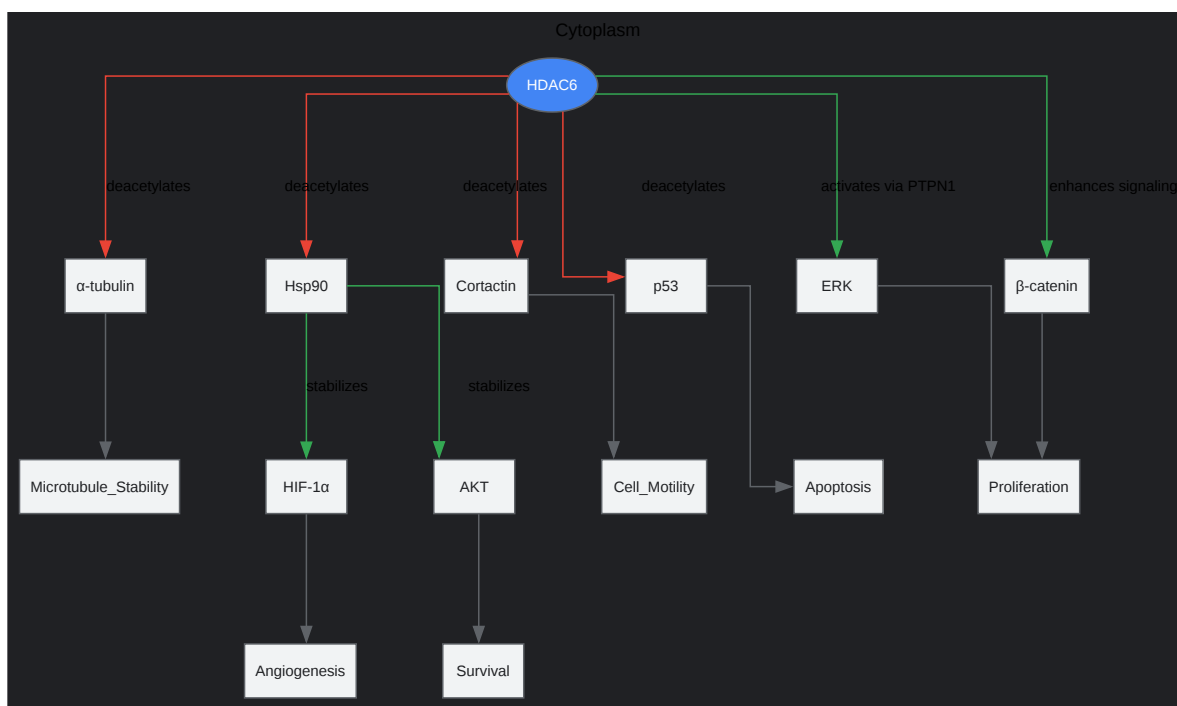 Cytoplasm
HDAC6
deacetylates
deacetylates
deacetylates
deacetylates
activates via PTPN1
enhances signaling
α-tubulin
Hsp90
Cortactin
p53
ERK
β-catenin
stabilizes
stabilizes
Microtubule_Stability
HIF-1α
AKT
Cell_Motility
Apoptosis
Proliferation
Angiogenesis
Survival